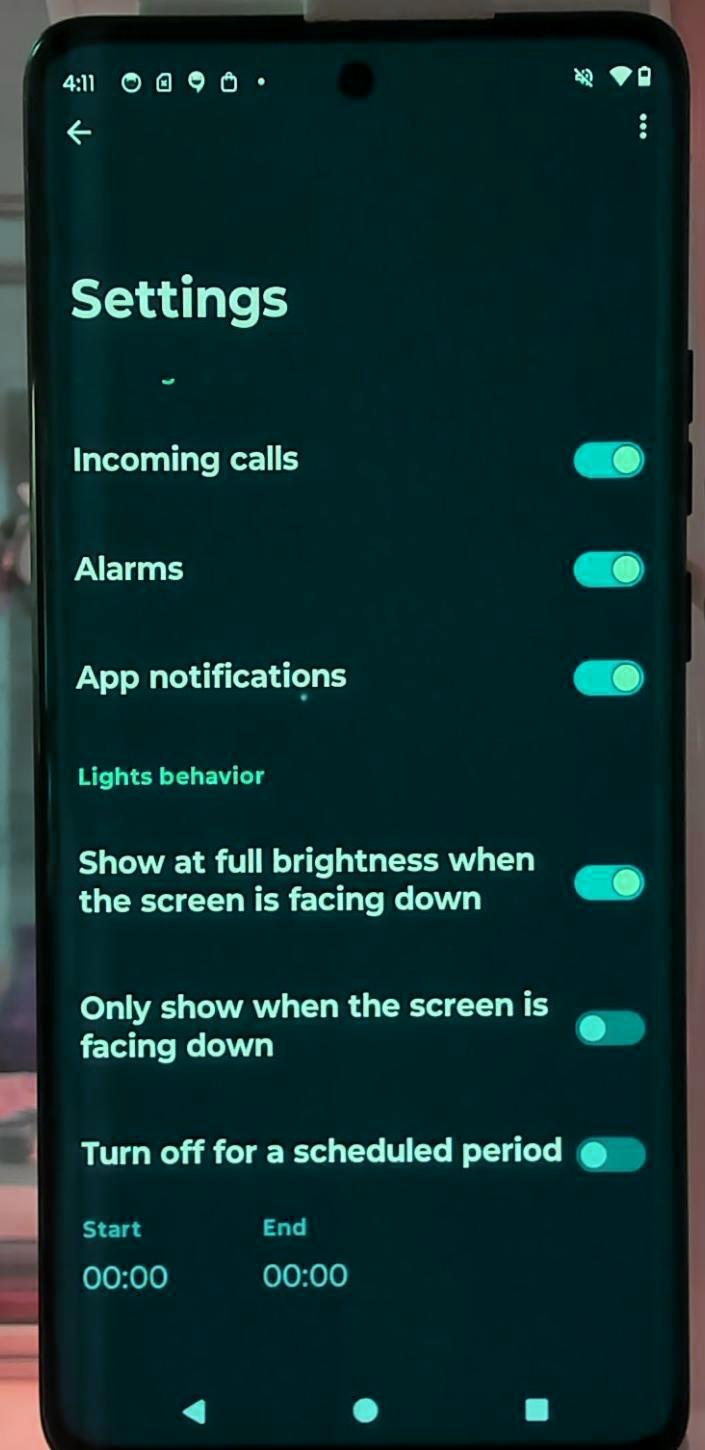 4:11
Settings
Incoming calls
Alarms
App notifications
Lights behavior
Show at full brightness when
the screen is facing down
Only show when the screen is
facing down
Turn off for a scheduled period
Start End
00:00 00:00